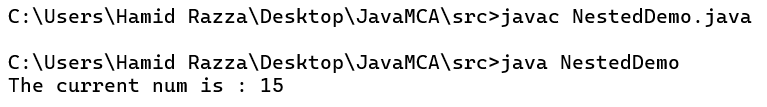 C:\Users\Hamid Razza\Desktop\JavaMCA\src>javac NestedDemo.java
C:\Users\Hamid Razza\Desktop\JavaMCA\src>java NestedDemo
The current num is : 15